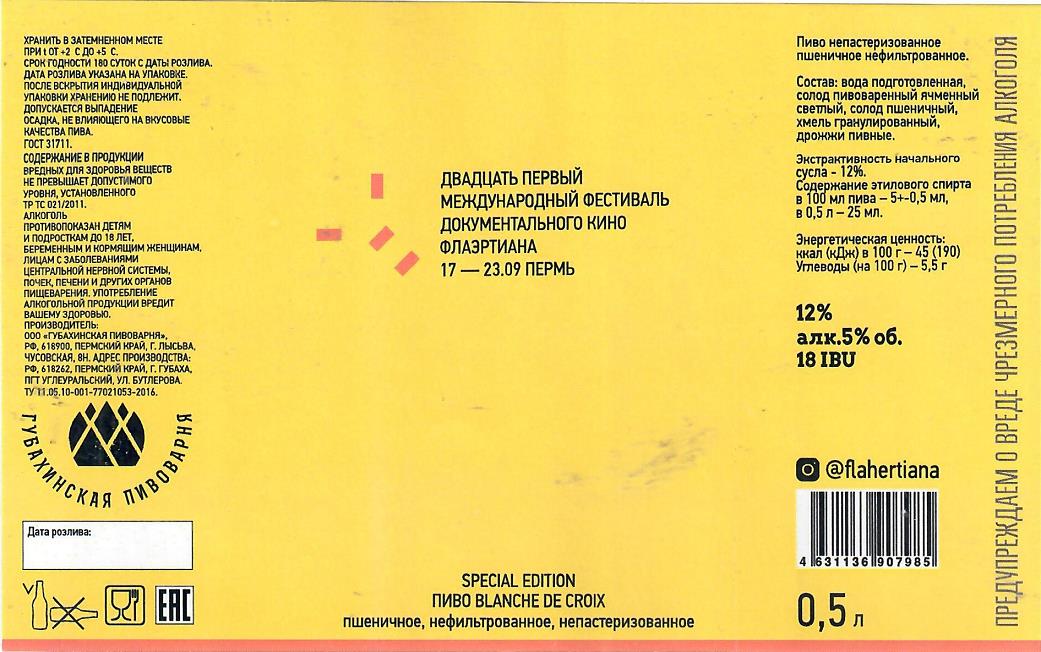 ХРАНИТЬ В ЗАТЕМНЕННОМ МЕСТЕ
ПРИ t ОТ +2 С ДО +5 С.
СРОК ГОДНОСТИ 180 СУТОК С ДАТЫ РОЗЛИВА.
ДАТА РОЗЛИВА УКАЗАНА НА УПАКОВКЕ.
ПОСЛЕ ВСКРЫТИЯ ИНДИВИДУАЛЬНОЙ
УПАКОВКИ ХРАНЕНИЮ НЕ ПОДЛЕЖИТ.
ДОПУСКАЕТСЯ ВЫПАДЕНИЕ
ОСАДКА, НЕ ВЛИЯЮЩЕГО НА ВКУСОВЫЕ
КАЧЕСТВА ПИВА.
ГОСТ 31711.
СОДЕРЖАНИЕ В ПРОДУКЦИИ
ВРЕДНЫХ ДЛЯ ЗДОРОВЬЯ ВЕЩЕСТВ
НЕ ПРЕВЫШАЕТ ДОПУСТИМОГО
УРОВНЯ, УСТАНОВЛЕННОГО
ТР ТС 021/2011.
АЛКОГОЛЬ
ПРОТИВОПОКАЗАН ДЕТЯМ
И ПОДРОСТКАМ ДО 18 ЛЕТ,
БЕРЕМЕННЫМ И КОРМЯЩИМ ЖЕНЩИНАМ,
ЛИЦАМ С ЗАБОЛЕВАНИЯМИ
ЦЕНТРАЛЬНОЙ НЕРВНОЙ СИСТЕМЫ,
ПОЧЕК, ПЕЧЕНИ И ДРУГИХ ОРГАНОВ
ПИЩЕВАРЕНИЯ. УПОТРЕБЛЕНИЕ
АЛКОГОЛЬНОЙ ПРОДУКЦИИ ВРЕДИТ
ВАШЕМУ ЗДОРОВЬЮ.
ПРОИЗВОДИТЕЛЬ:
ООО «ГУБАХИНСКАЯ ПИВОВАРНЯ»,
РФ, 618900, ПЕРМСКИЙ КРАЙ, Г. ЛЫСЬВА,
ЧУСОВСКАЯ, 8Н. АДРЕС ПРОИЗВОДСТВА:
РФ, 618262, ПЕРМСКИЙ КРАЙ, Г. ГУБАХА,
ПГТ УГЛЕУРАЛЬСКИЙ, УЛ. БУТЛЕРОВА.
ТУ 11.05.10-001-77021053-2016.
ГУБАХИНСКАЯ ПИВОВАРНЯ
Дата розлива:
EAC
ДВАДЦАТЬ ПЕРВЫЙ
МЕЖДУНАРОДНЫЙ ФЕСТИВАЛЬ
ДОКУМЕНТАЛЬНОГО КИНО
ФЛАЭРТИАНА
17 — 23.09 ПЕРМЬ
SPECIAL EDITION
ПИВО BLANCHE DE CROIX
пшеничное, нефильтрованное, непастеризованное
Пиво непастеризованное
пшеничное нефильтрованное.
Состав: вода подготовленная,
солод пивоваренный ячменный
светлый, солод пшеничный,
хмель гранулированный,
дрожжи пивные.
Экстрактивность начального
сусла - 12%.
Содержание этилового спирта
в 100 мл пива – 5+-0,5 мл,
в 0,5 л – 25 мл.
Энергетическая ценность:
ккал (кДж) в 100 г – 45 (190)
Углеводы (на 100 г) – 5,5 г
12%
алк.5% об.
18 IBU
@flahertiana
4 631136 907985
0,5 л
ПРЕДУПРЕЖДАЕМ О ВРЕДЕ ЧРЕЗМЕРНОГО ПОТРЕБЛЕНИЯ АЛКОГОЛЯ